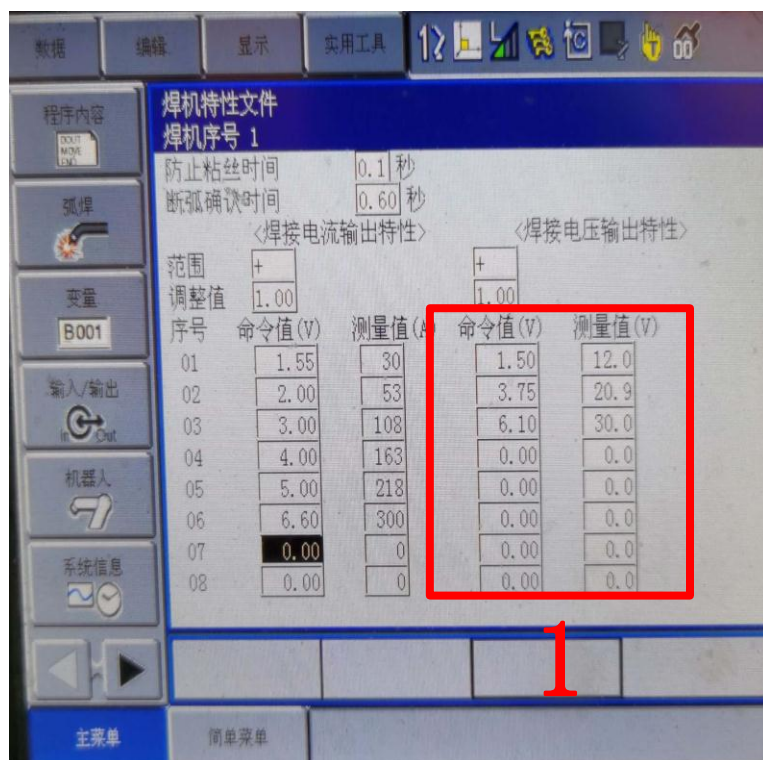 数据 编辑 显示 实用工具
程序内容
DOUT
MOVE
END
弧焊
变量
B001
输入/输出
In Out
机器人
系统信息
焊机特性文件
焊机序号 1
防止粘丝时间 0.1 秒
断弧确认时间 0.60 秒
<焊接电流输出特性> <焊接电压输出特性>
范围 + +
调整值 1.00 1.00
序号 命令值(V) 测量值(A) 命令值(V) 测量值(V)
01 1.55 30 1.50 12.0
02 2.00 53 3.75 20.9
03 3.00 108 6.10 30.0
04 4.00 163 0.00 0.0
05 5.00 218 0.00 0.0
06 6.60 300 0.00 0.0
07 0.00 0 0.00 0.0
08 0.00 0 0.00 0.0
1
主菜单 简单菜单